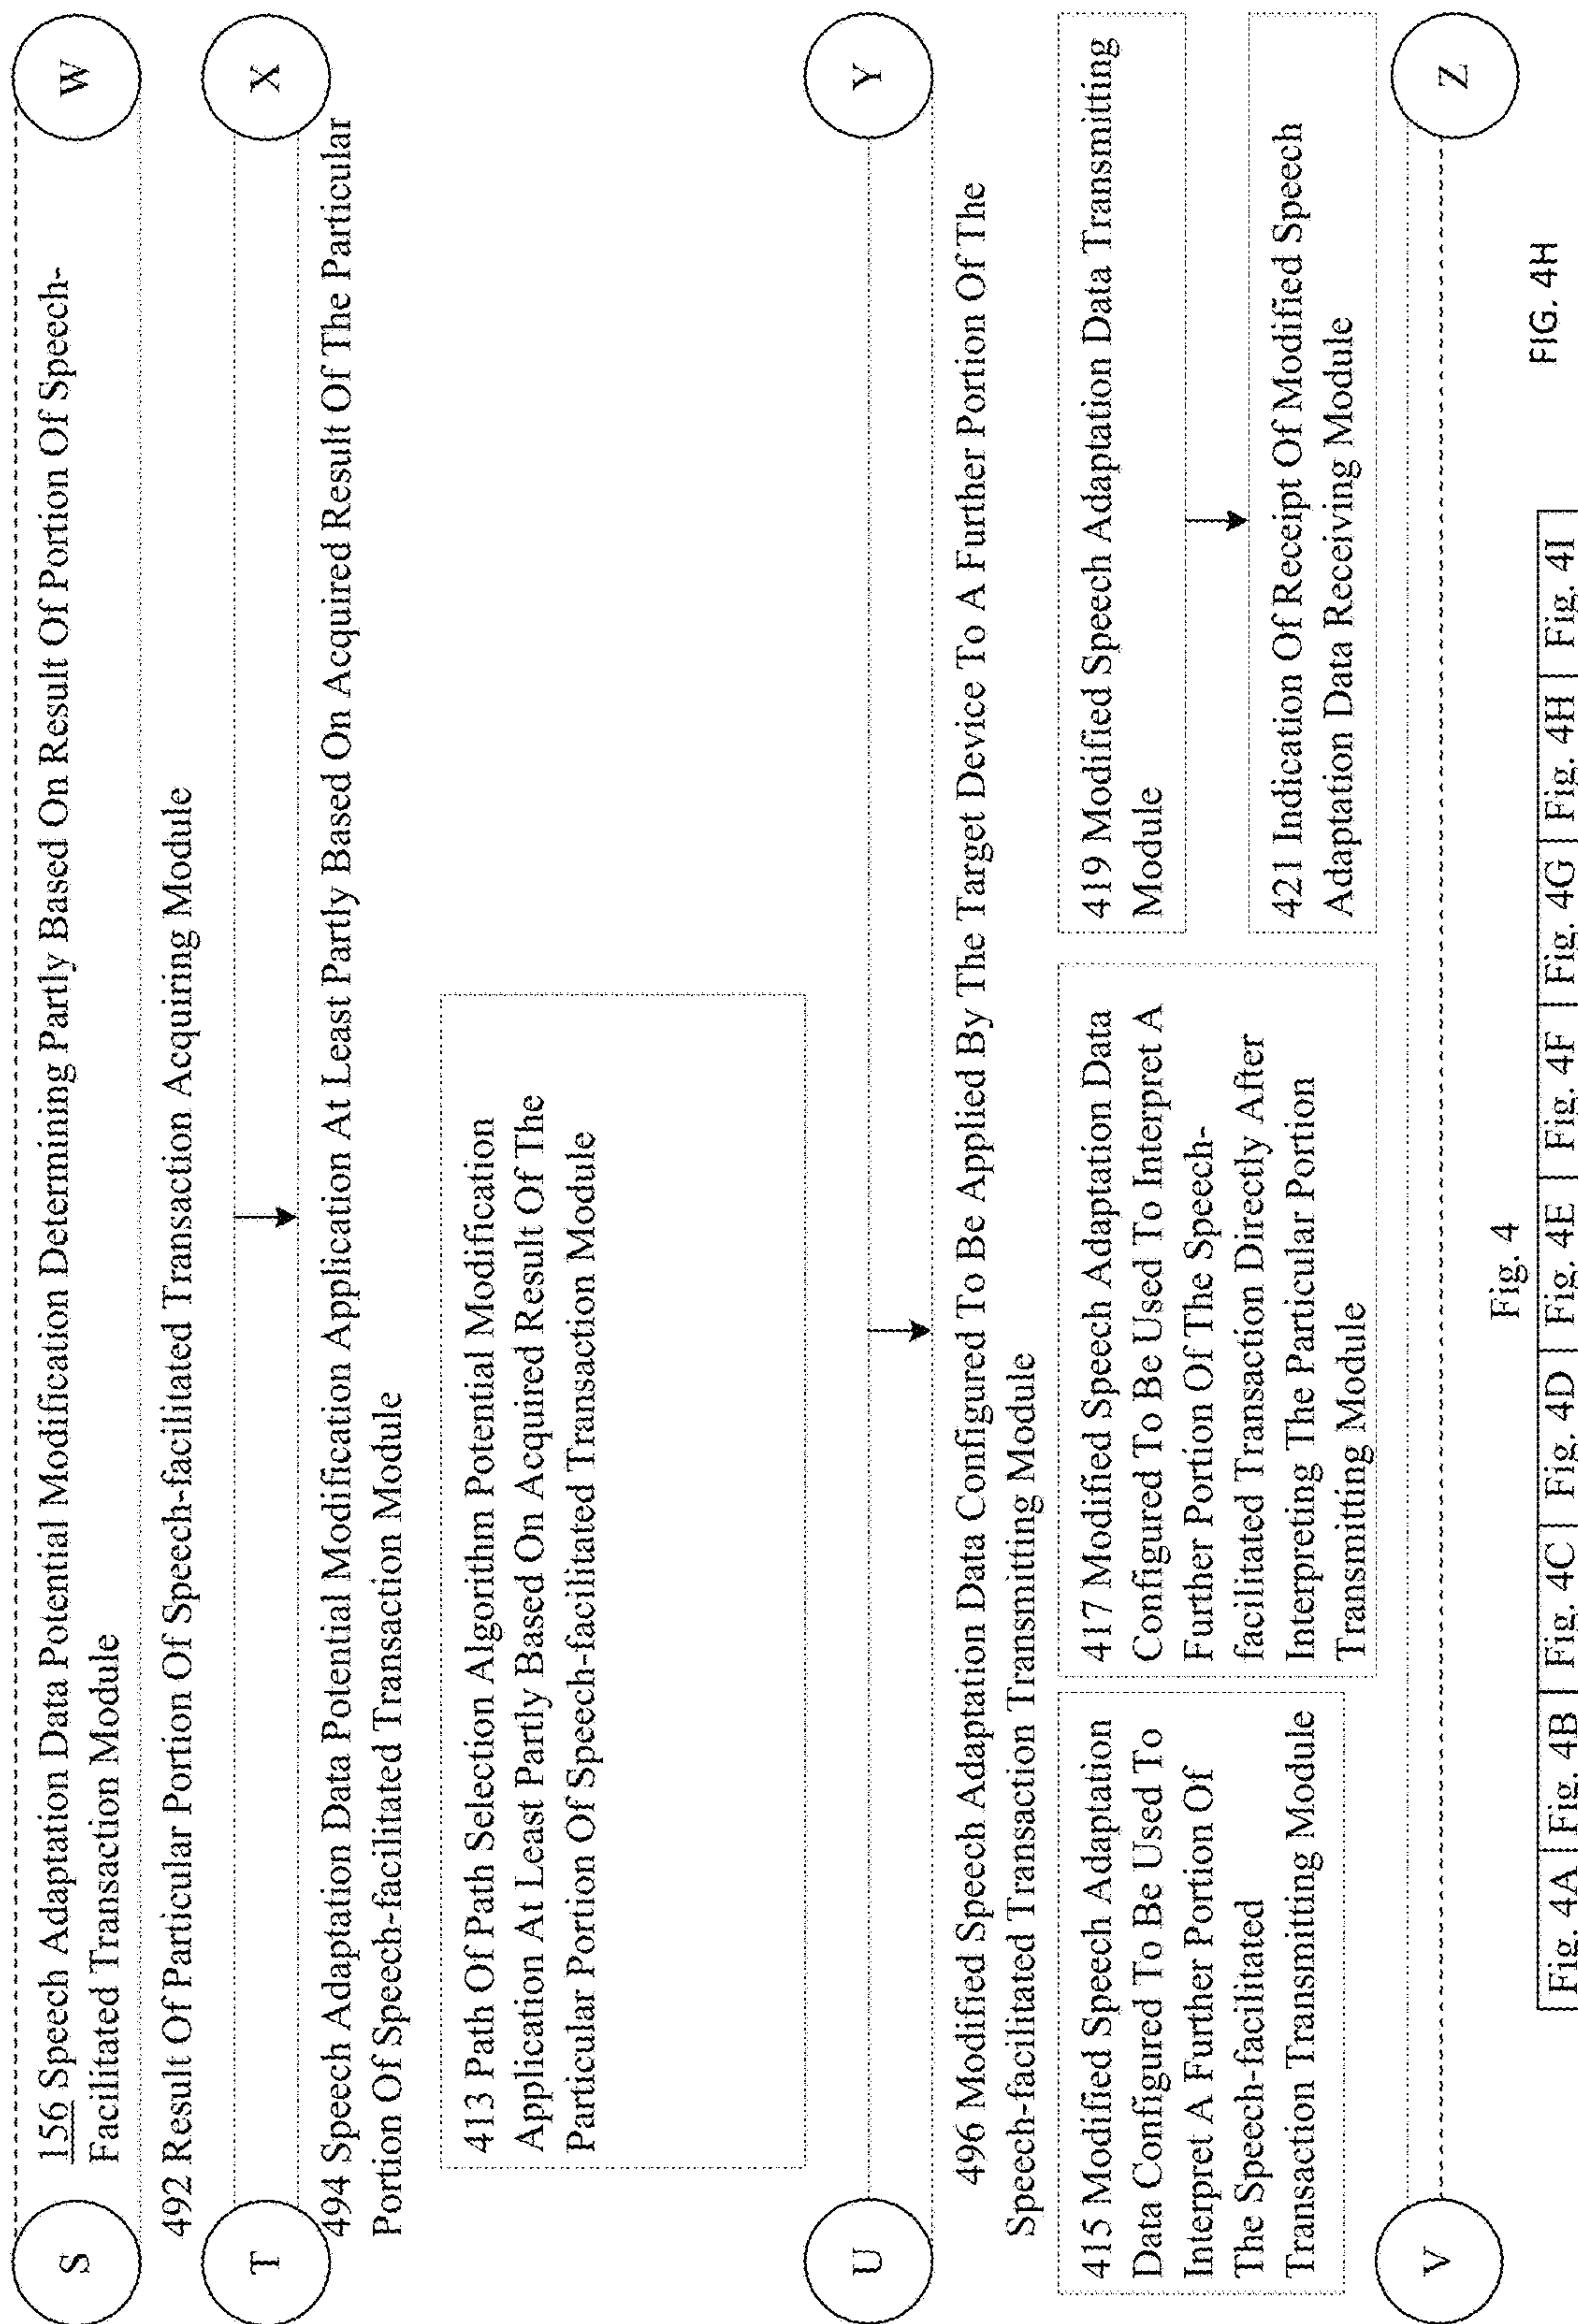 S
W
156 Speech Adaptation Data Potential Modification Determining Partly Based On Result Of Portion Of Speech-
Facilitated Transaction Module
492 Result Of Particular Portion Of Speech-facilitated Transaction Acquiring Module
T
X
494 Speech Adaptation Data Potential Modification Application At Least Partly Based On Acquired Result Of The Particular
Portion Of Speech-facilitated Transaction Module
413 Path Of Path Selection Algorithm Potential Modification
Application At Least Partly Based On Acquired Result Of The
Particular Portion Of Speech-facilitated Transaction Module
U
Y
496 Modified Speech Adaptation Data Configured To Be Applied By The Target Device To A Further Portion Of The
Speech-facilitated Transaction Transmitting Module
415 Modified Speech Adaptation
Data Configured To Be Used To
Interpret A Further Portion Of
The Speech-facilitated
Transaction Transmitting Module
417 Modified Speech Adaptation Data
Configured To Be Used To Interpret A
Further Portion Of The Speech-
facilitated Transaction Directly After
Interpreting The Particular Portion
Transmitting Module
419 Modified Speech Adaptation Data Transmitting
Module
421 Indication Of Receipt Of Modified Speech
Adaptation Data Receiving Module
V
Z
Fig. 4
FIG. 4H
Fig. 4A Fig. 4B Fig. 4C Fig. 4D Fig. 4E Fig. 4F Fig. 4G Fig. 4H Fig. 4I